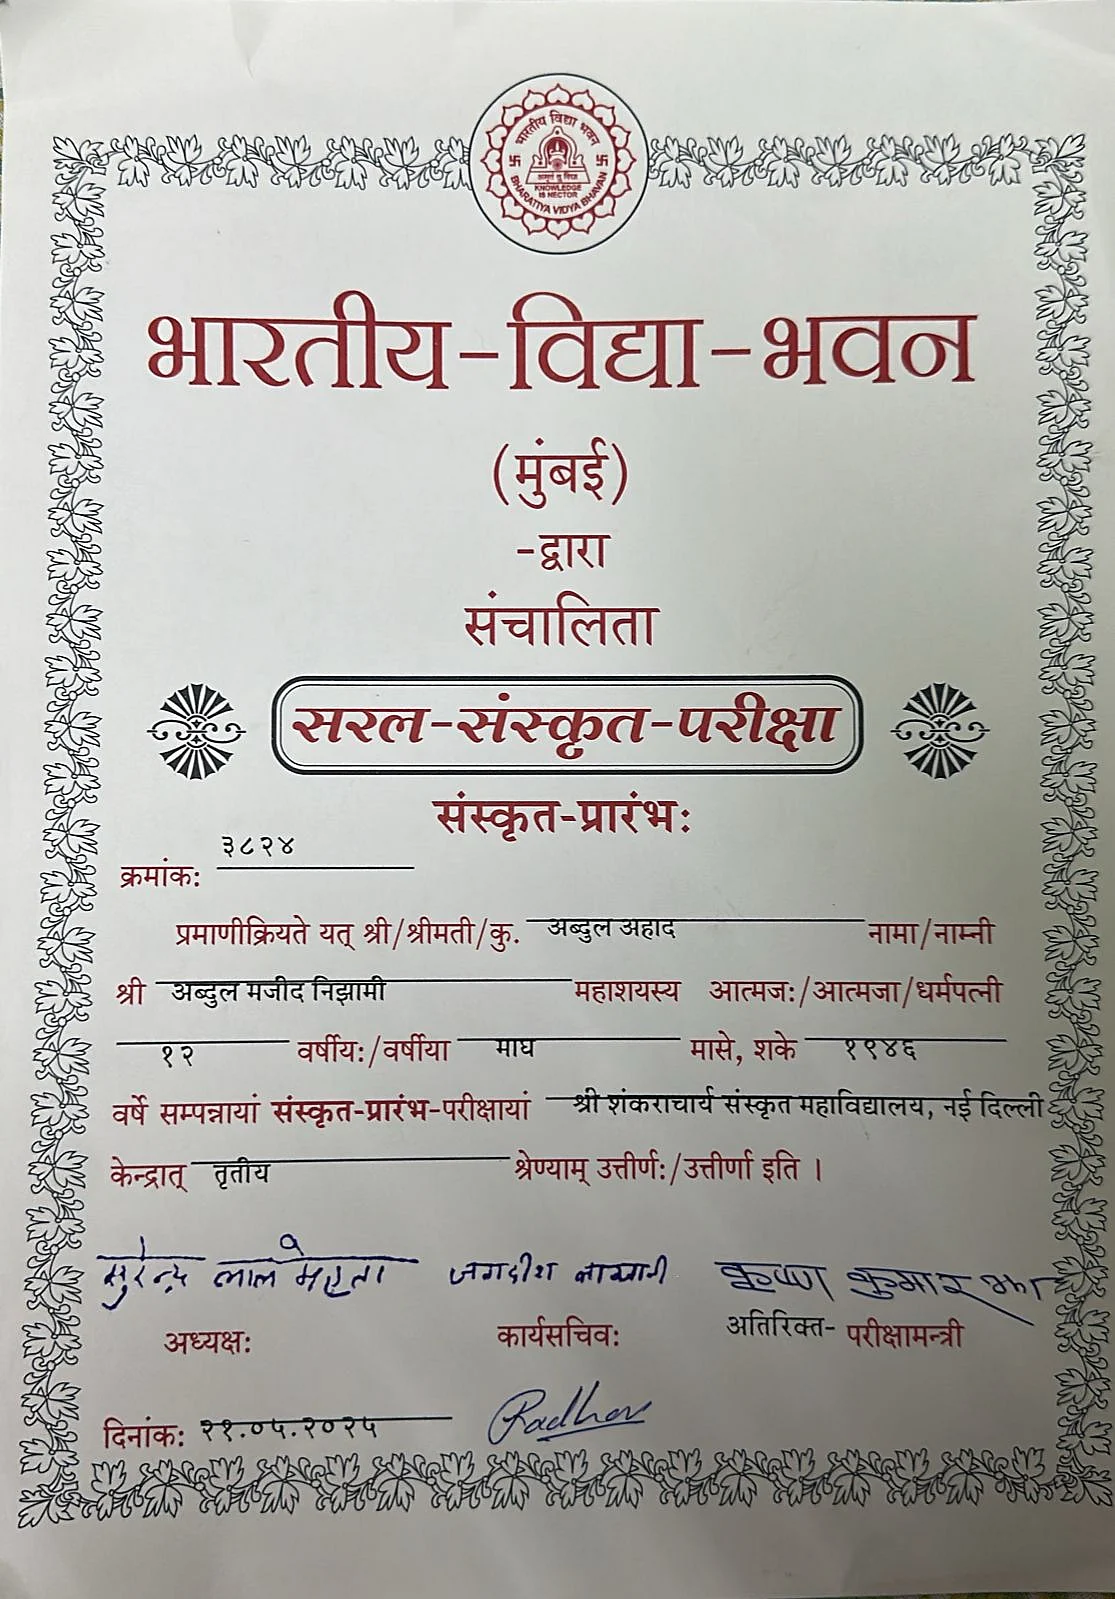 भारतीय विद्या भवन
अमृतं तु विद्या
KNOWLEDGE
IS NECTOR
BHARATIYA VIDYA BHAVAN
भारतीय-विद्या-भवन
(मुंबई)
-द्वारा
संचालिता
सरल-संस्कृत-परीक्षा
संस्कृत-प्रारंभः
क्रमांक: ३८२४
प्रमाणीक्रियते यत् श्री/श्रीमती/कु. अब्दुल अहाद नामा/नाम्नी
श्री अब्दुल मजीद निझामी महाशयस्य आत्मजः/आत्मजा/धर्मपत्नी
१२ वर्षीयः/वर्षीया माघ मासे, शके १९४६
वर्षे सम्पन्नायां संस्कृत-प्रारंभ-परीक्षायां श्री शंकराचार्य संस्कृत महाविद्यालय, नई दिल्ली
केन्द्रात् तृतीय श्रेण्याम् उत्तीर्णः/उत्तीर्णा इति ।
सुरेन्द्र लाल मेहता जगदीश लाखानी कृष्ण कुमार झा
अध्यक्षः कार्यसचिवः अतिरिक्त- परीक्षामन्त्री
दिनांक: २१.०५.२०२५